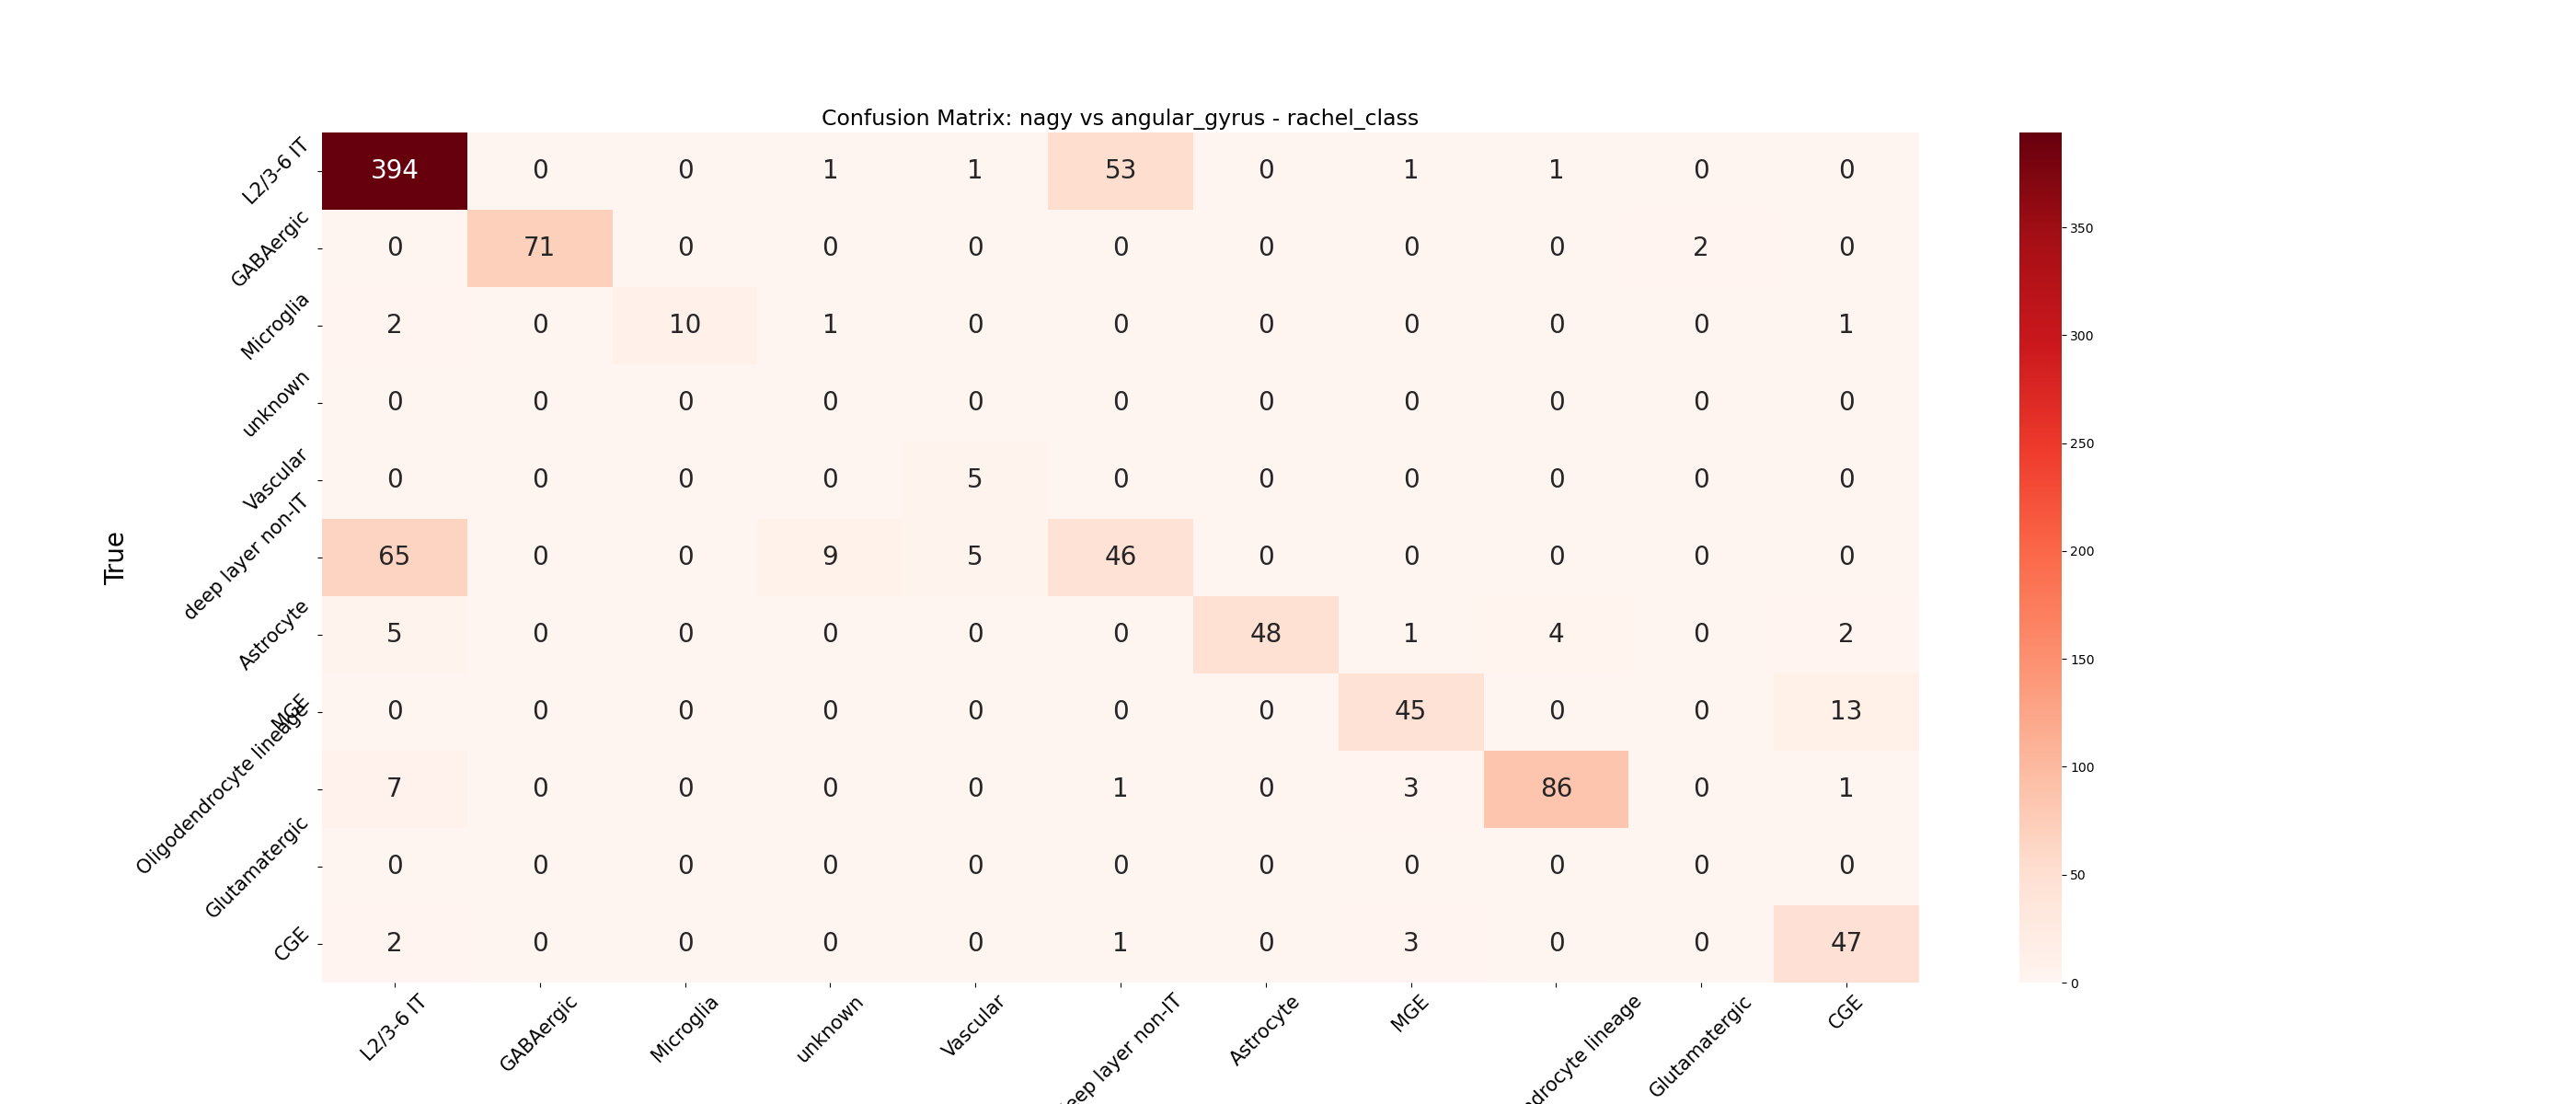 Confusion Matrix: nagy vs angular_gyrus - rachel_class
True
L2/3-6 IT 394 0 0 1 1 53 0 1 1 0 0
GABAergic 0 71 0 0 0 0 0 0 0 2 0
Microglia 2 0 10 1 0 0 0 0 0 0 1
unknown 0 0 0 0 0 0 0 0 0 0 0
Vascular 0 0 0 0 5 0 0 0 0 0 0
deep layer non-IT 65 0 0 9 5 46 0 0 0 0 0
Astrocyte 5 0 0 0 0 0 48 1 4 0 2
MGE 0 0 0 0 0 0 0 45 0 0 13
Oligodendrocyte lineage 7 0 0 0 0 1 0 3 86 0 1
Glutamatergic 0 0 0 0 0 0 0 0 0 0 0
CGE 2 0 0 0 0 1 0 3 0 0 47
L2/3-6 IT GABAergic Microglia unknown Vascular eep layer non-IT Astrocyte MGE ndrocyte lineage Glutamatergic CGE
350
300
250
200
150
100
50
0